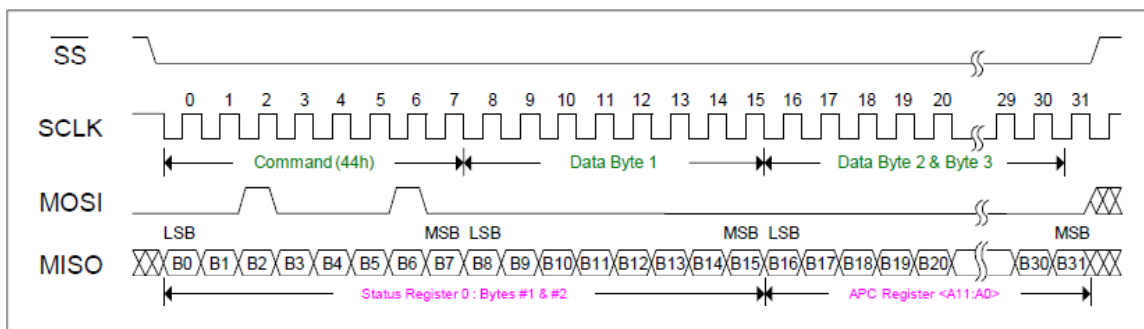 SS
0 1 2 3 4 5 6 7 8 9 10 11 12 13 14 15 16 17 18 19 20 29 30 31
SCLK
Command (44h) Data Byte 1 Data Byte 2 & Byte 3
MOSI
LSB MSB LSB MSB LSB MSB
MISO B0 B1 B2 B3 B4 B5 B6 B7 B8 B9 B10 B11 B12 B13 B14 B15 B16 B17 B18 B19 B20 B30 B31
Status Register 0 : Bytes #1 & #2 APC Register <A11:A0>